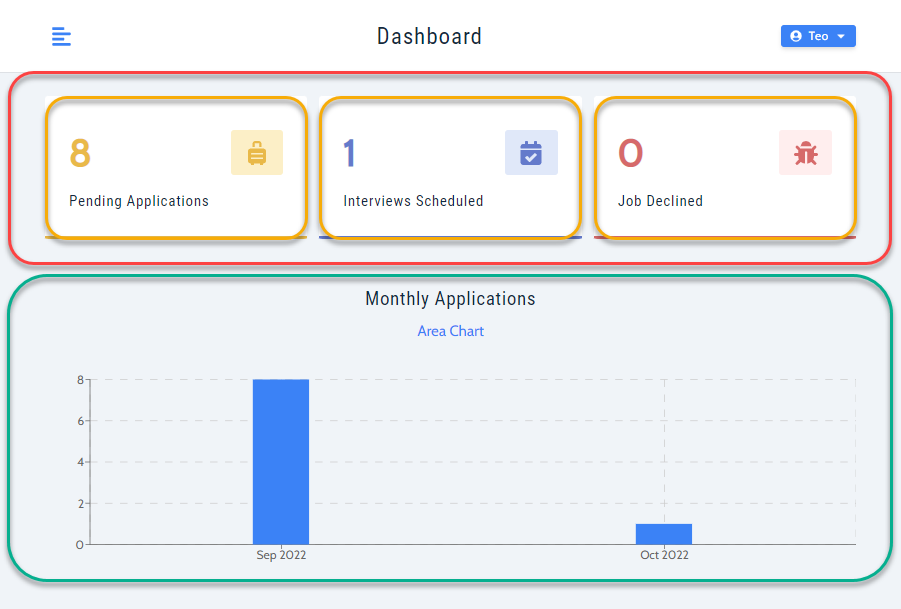 Dashboard
Teo
8
1
0
Pending Applications
Interviews Scheduled
Job Declined
Monthly Applications
Area Chart
8
6
4
2
0
Sep 2022
Oct 2022